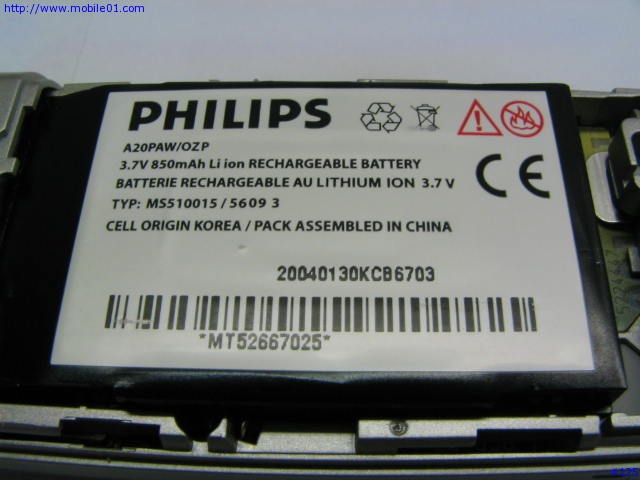 http://www.mobile01.com
PHILIPS
A20PAW/OZP
3.7V 850mAh Li ion RECHARGEABLE BATTERY
BATTERIE RECHARGEABLE AU LITHIUM ION 3.7 V
TYP: MS510015 / 5609 3
CELL ORIGIN KOREA / PACK ASSEMBLED IN CHINA
CE
20040130KCB6703
*MT52667025*